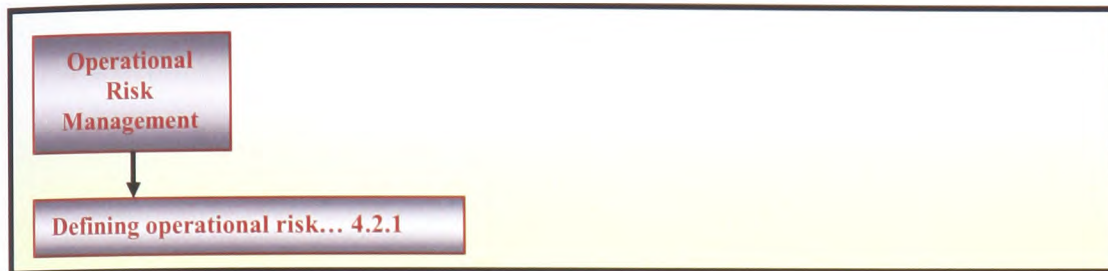 Operational
Risk
Management
Defining operational risk... 4.2.1